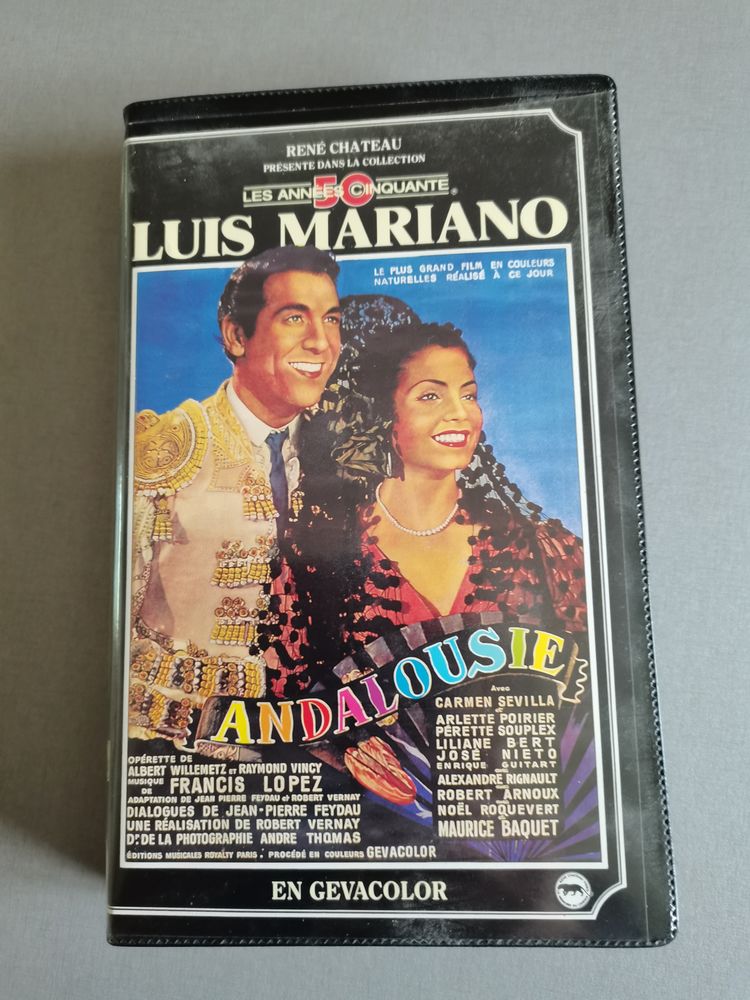 RENÉ CHATEAU
PRÉSENTE DANS LA COLLECTION
50
LES ANNÉES CINQUANTE
LUIS MARIANO
LE PLUS GRAND FILM EN COULEURS
NATURELLES RÉALISÉ À CE JOUR
ANDALOUSIE
AVEC
CARMEN SEVILLA
ET
ARLETTE POIRIER
PÉRETTE SOUPLEX
LILIANE BERT
JOSÉ NIETO
ENRIQUE GUITART
ALEXANDRE RIGNAULT
ROBERT ARNOUX
NOËL ROQUEVERT
ET
MAURICE BAQUET
OPÉRETTE DE
ALBERT WILLEMETZ ET RAYMOND VINCY
MUSIQUE DE FRANCIS LOPEZ
ADAPTATION DE JEAN PIERRE FEYDAU ET ROBERT VERNAY
DIALOGUES DE JEAN-PIERRE FEYDAU
UNE RÉALISATION DE ROBERT VERNAY
DR. DE LA PHOTOGRAPHIE ANDRE THOMAS
ÉDITIONS MUSICALES ROYALTY PARIS. PROCÉDÉ EN COULEURS GEVACOLOR
EN GEVACOLOR